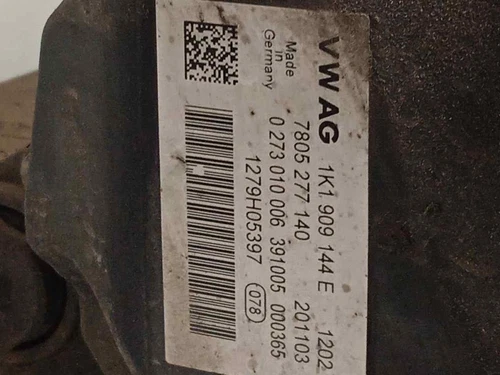 VW AG 1K1 909 144 E 1202
Made
in
Germany
7805 277 140 201103
0 273 010 006 391005 000365
1279H05397 078